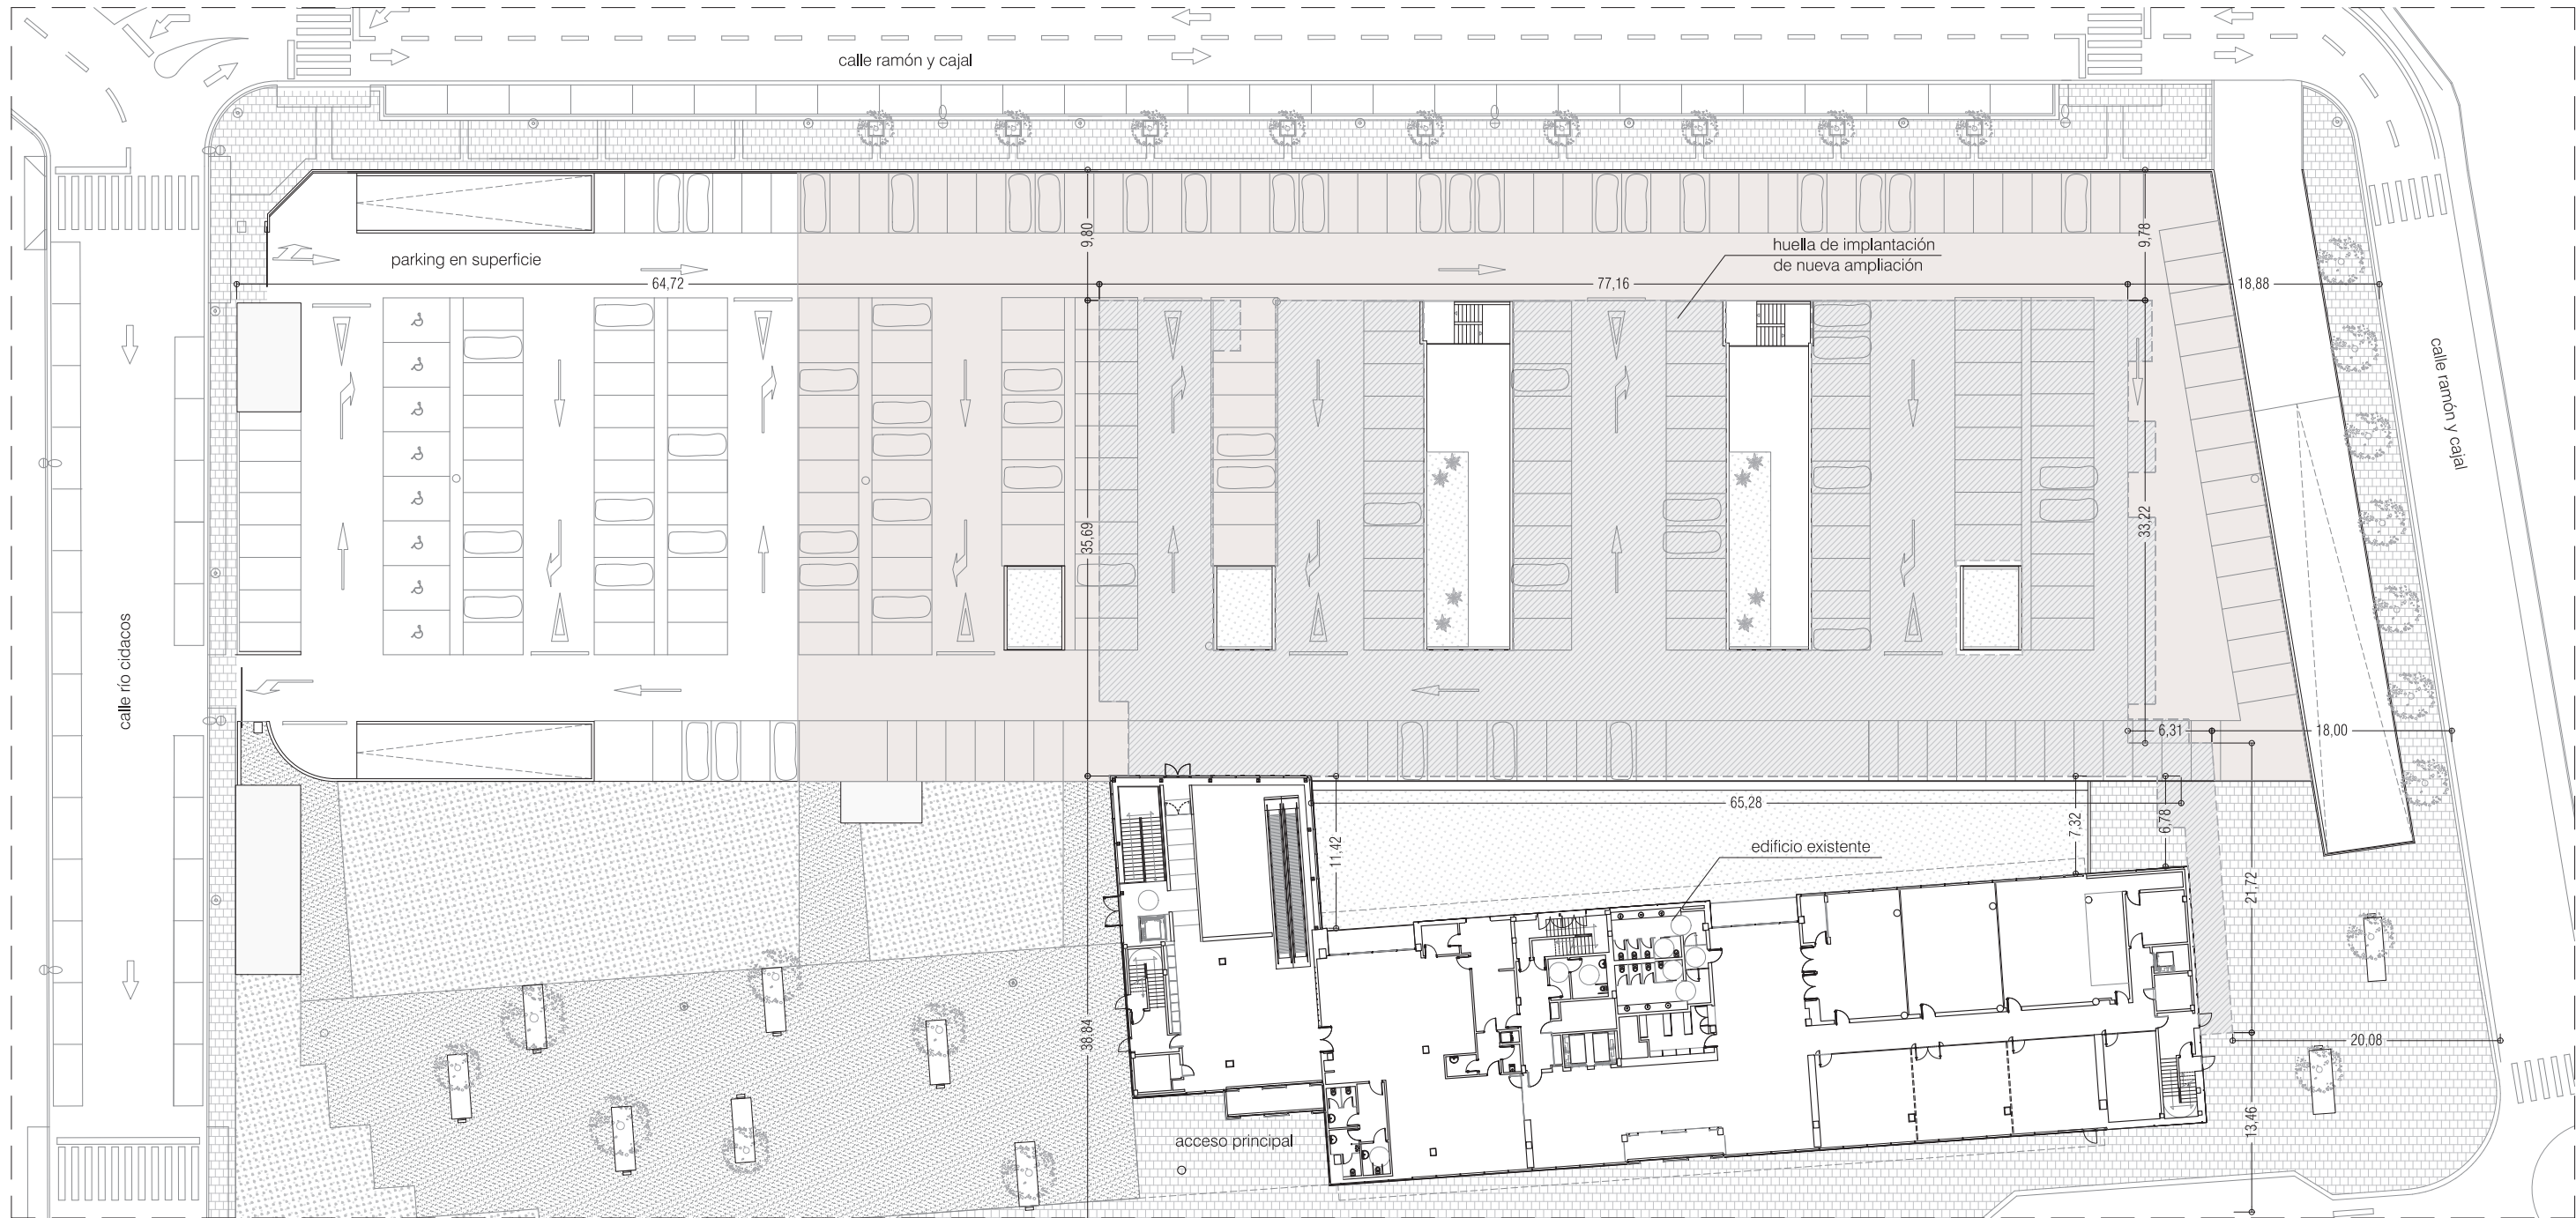 calle ramón y cajal
9,80
9,78
huella de implantación
de nueva ampliación
parking en superficie
64,72
77,16
18,88
calle ramón y cajal
35,69
33,22
calle río cidacos
6,31
18,00
65,28
11,42
7,32
6,78
edificio existente
21,72
38,84
20,08
13,46
acceso principal